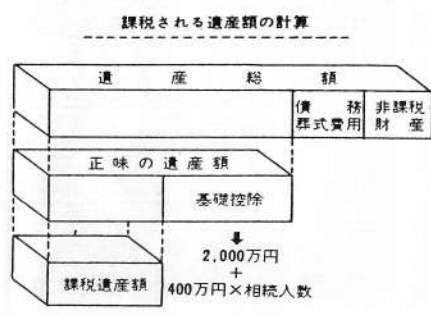 課税される遺産額の計算
遺産総額
債務
葬式費用
非課税
財産
正味の遺産額
基礎控除
課税遺産額
2,000万円
+
400万円×相続人数